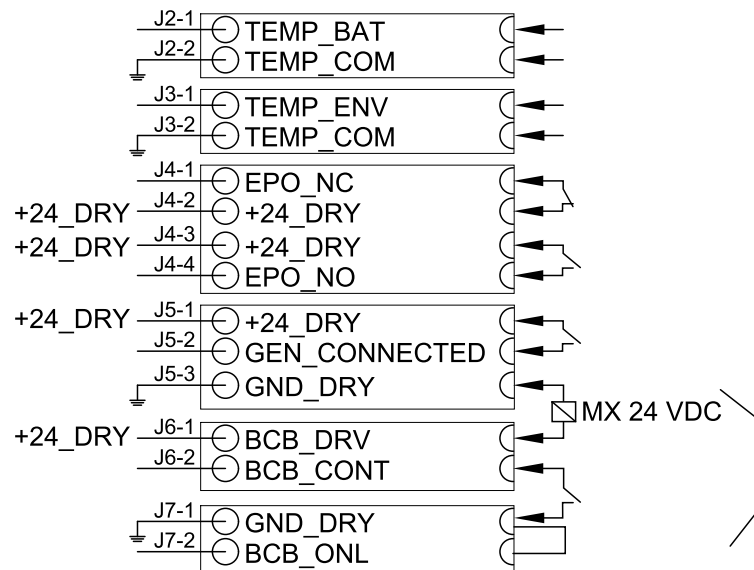 J2-1 TEMP_BAT
J2-2 TEMP_COM
J3-1 TEMP_ENV
J3-2 TEMP_COM
J4-1 EPO_NC
+24_DRY J4-2 +24_DRY
+24_DRY J4-3 +24_DRY
J4-4 EPO_NO
+24_DRY J5-1 +24_DRY
J5-2 GEN_CONNECTED
J5-3 GND_DRY
MX 24 VDC
+24_DRY J6-1 BCB_DRV
J6-2 BCB_CONT
J7-1 GND_DRY
J7-2 BCB_ONL